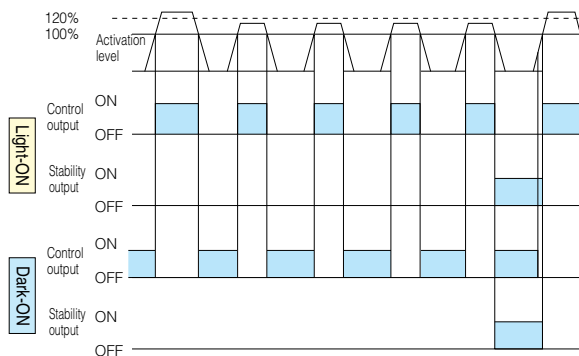 120%
100%
Activation
level
Light-ON
Control
output
ON
OFF
Stability
output
ON
OFF
Dark-ON
Control
output
ON
OFF
Stability
output
ON
OFF